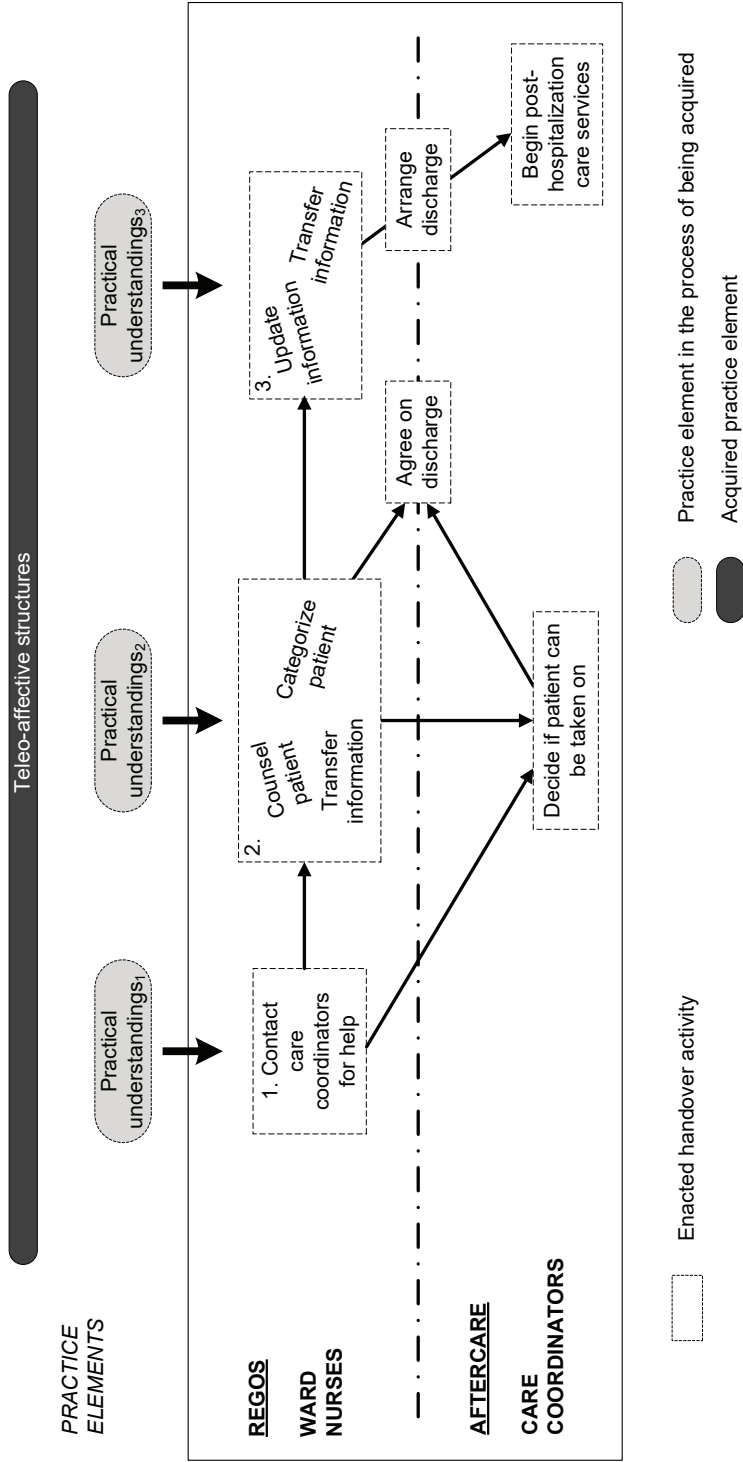 Teleo-affective structures
PRACTICE
ELEMENTS
Practical
understandings₁
Practical
understandings₂
Practical
understandings₃
REGOS
WARD
NURSES
1. Contact
care
coordinators
for help
2.
Counsel
patient
Transfer
information
Categorize
patient
3. Update
information
Transfer
information
Agree on
discharge
Arrange
discharge
AFTERCARE
CARE
COORDINATORS
Decide if patient can
be taken on
Begin post-
hospitalization
care services
Enacted handover activity
Practice element in the process of being acquired
Acquired practice element